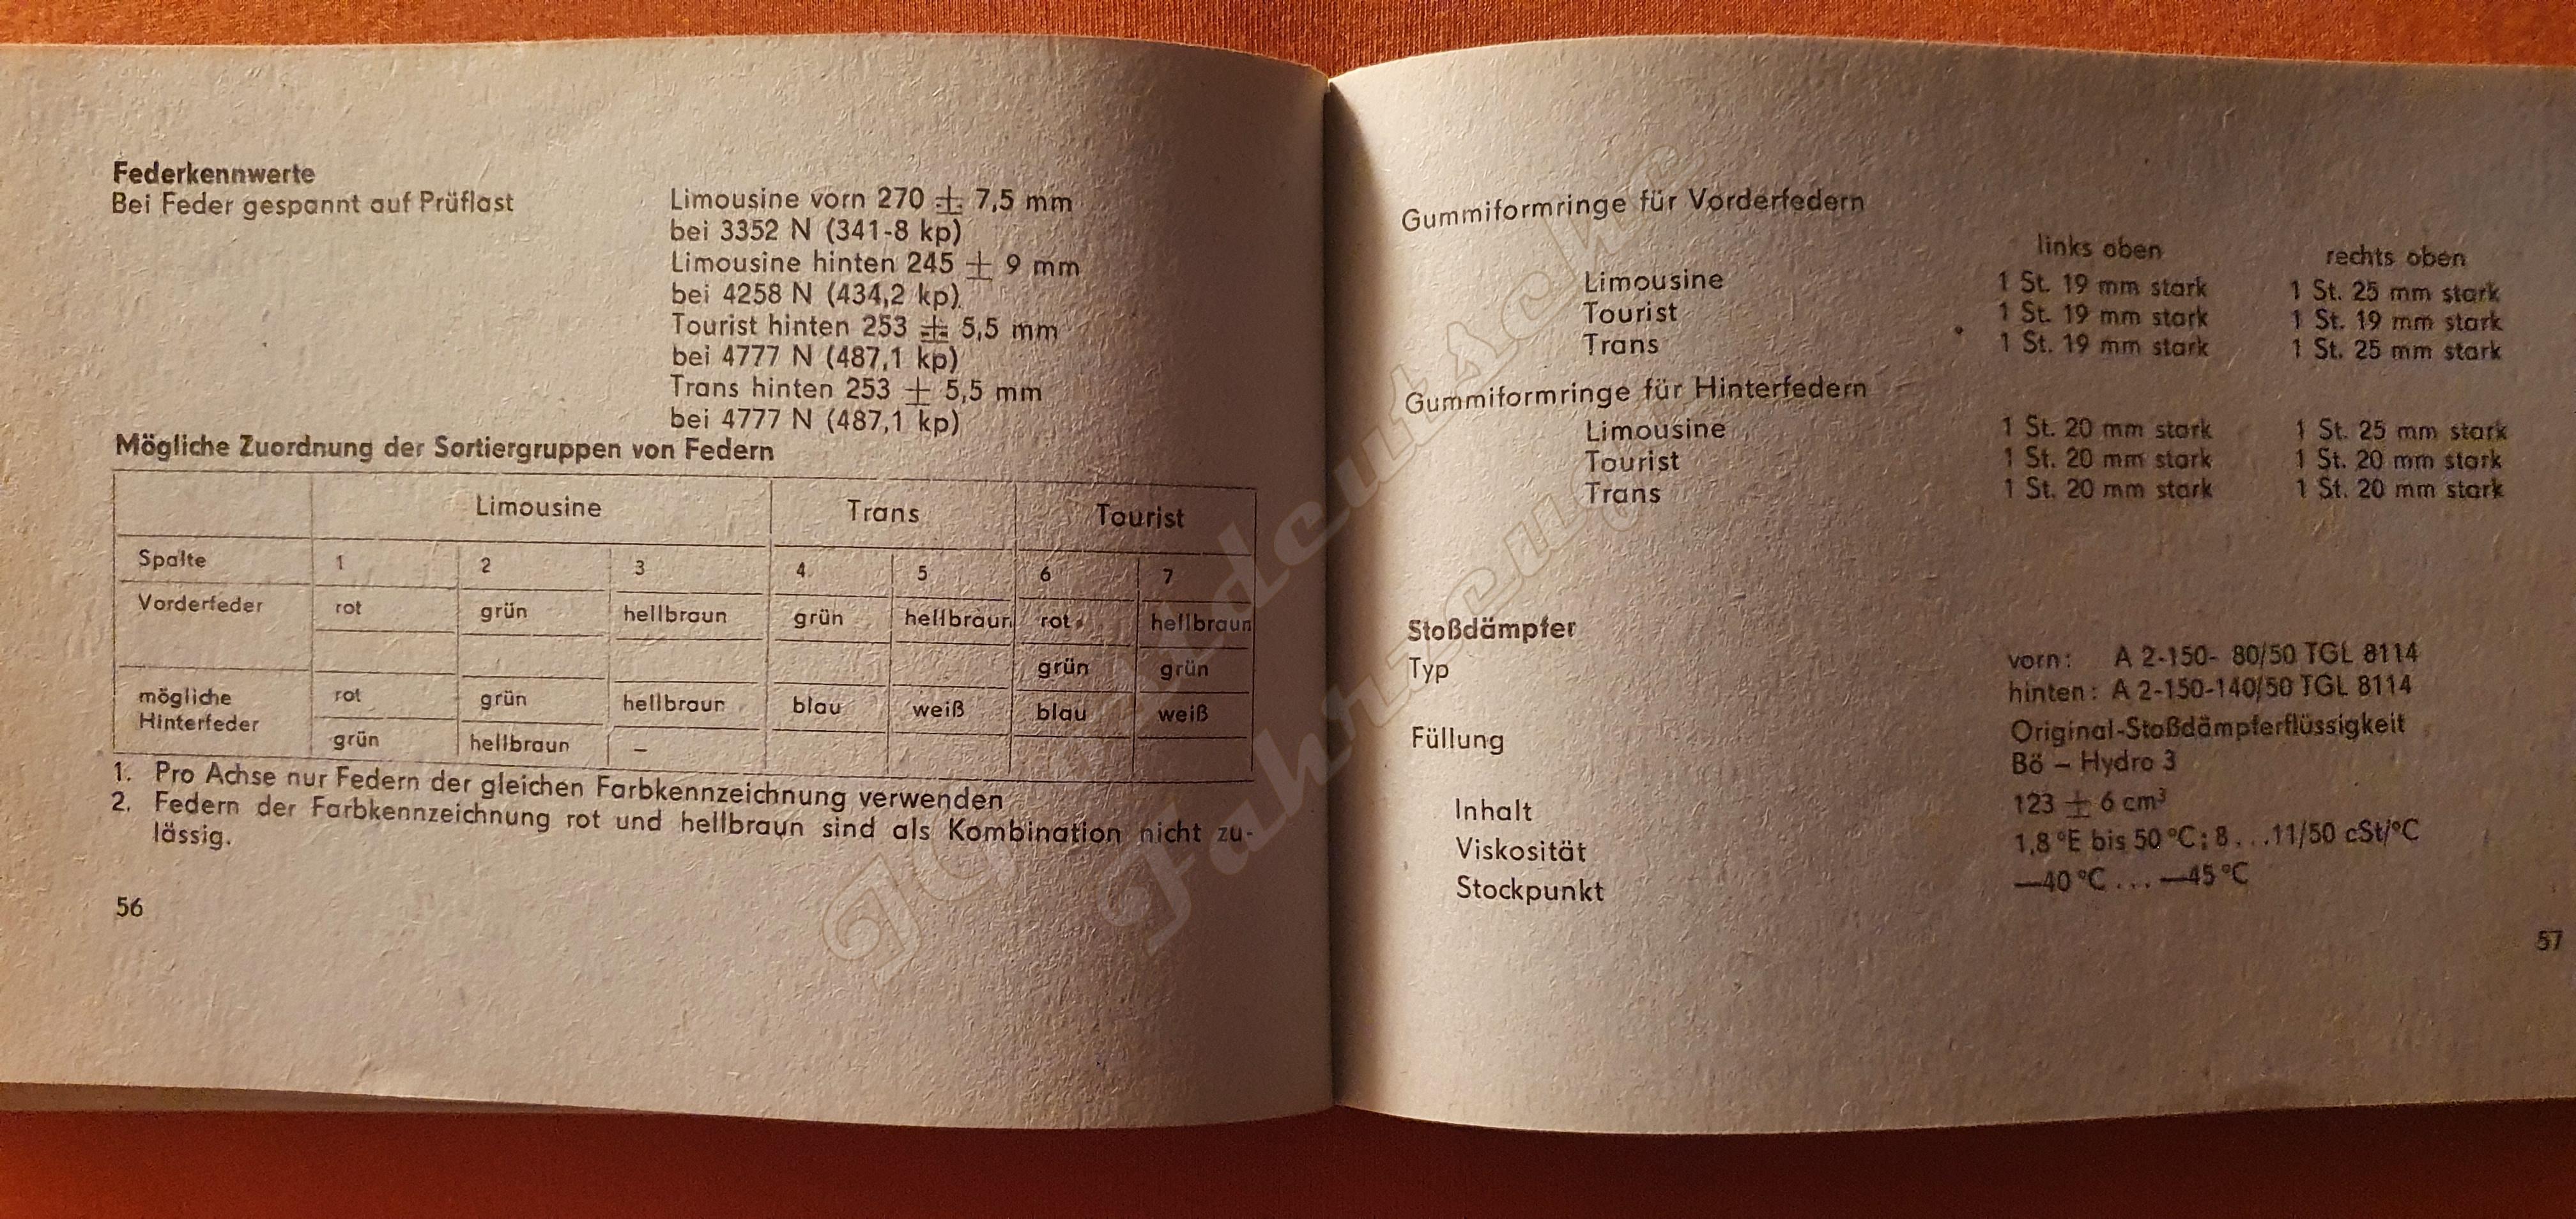 Federkennwerte
Bei Feder gespannt auf Prüflast
Limousine vorn 270 ± 7,5 mm
bei 3352 N (341-8 kp)
Limousine hinten 245 ± 9 mm
bei 4258 N (434,2 kp)
Tourist hinten 253 ± 5,5 mm
bei 4777 N (487,1 kp)
Trans hinten 253 ± 5,5 mm
bei 4777 N (487,1 kp)
Mögliche Zuordnung der Sortiergruppen von Federn
Limousine Trans Tourist
Spalte 1 2 3 4 5 6 7
Vorderfeder rot grün hellbraun grün hellbraun rot hellbraun
grün grün
mögliche
Hinterfeder
rot grün hellbraun blau weiß blau weiß
grün hellbraun –
1. Pro Achse nur Federn der gleichen Farbkennzeichnung verwenden
2. Federn der Farbkennzeichnung rot und hellbraun sind als Kombination nicht zu-
lässig.
56
Gummiformringe für Vorderfedern
links oben rechts oben
Limousine 1 St. 19 mm stark 1 St. 25 mm stark
Tourist 1 St. 19 mm stark 1 St. 19 mm stark
Trans 1 St. 19 mm stark 1 St. 25 mm stark
Gummiformringe für Hinterfedern
Limousine 1 St. 20 mm stark 1 St. 25 mm stark
Tourist 1 St. 20 mm stark 1 St. 20 mm stark
Trans 1 St. 20 mm stark 1 St. 20 mm stark
Stoßdämpfer
Typ vorn: A 2-150- 80/50 TGL 8114
hinten: A 2-150-140/50 TGL 8114
Füllung Original-Stoßdämpferflüssigkeit
Bö – Hydro 3
Inhalt 123 ± 6 cm³
Viskosität 1,8 °E bis 50 °C; 8...11/50 cSt/°C
Stockpunkt —40 °C ... —45 °C
57